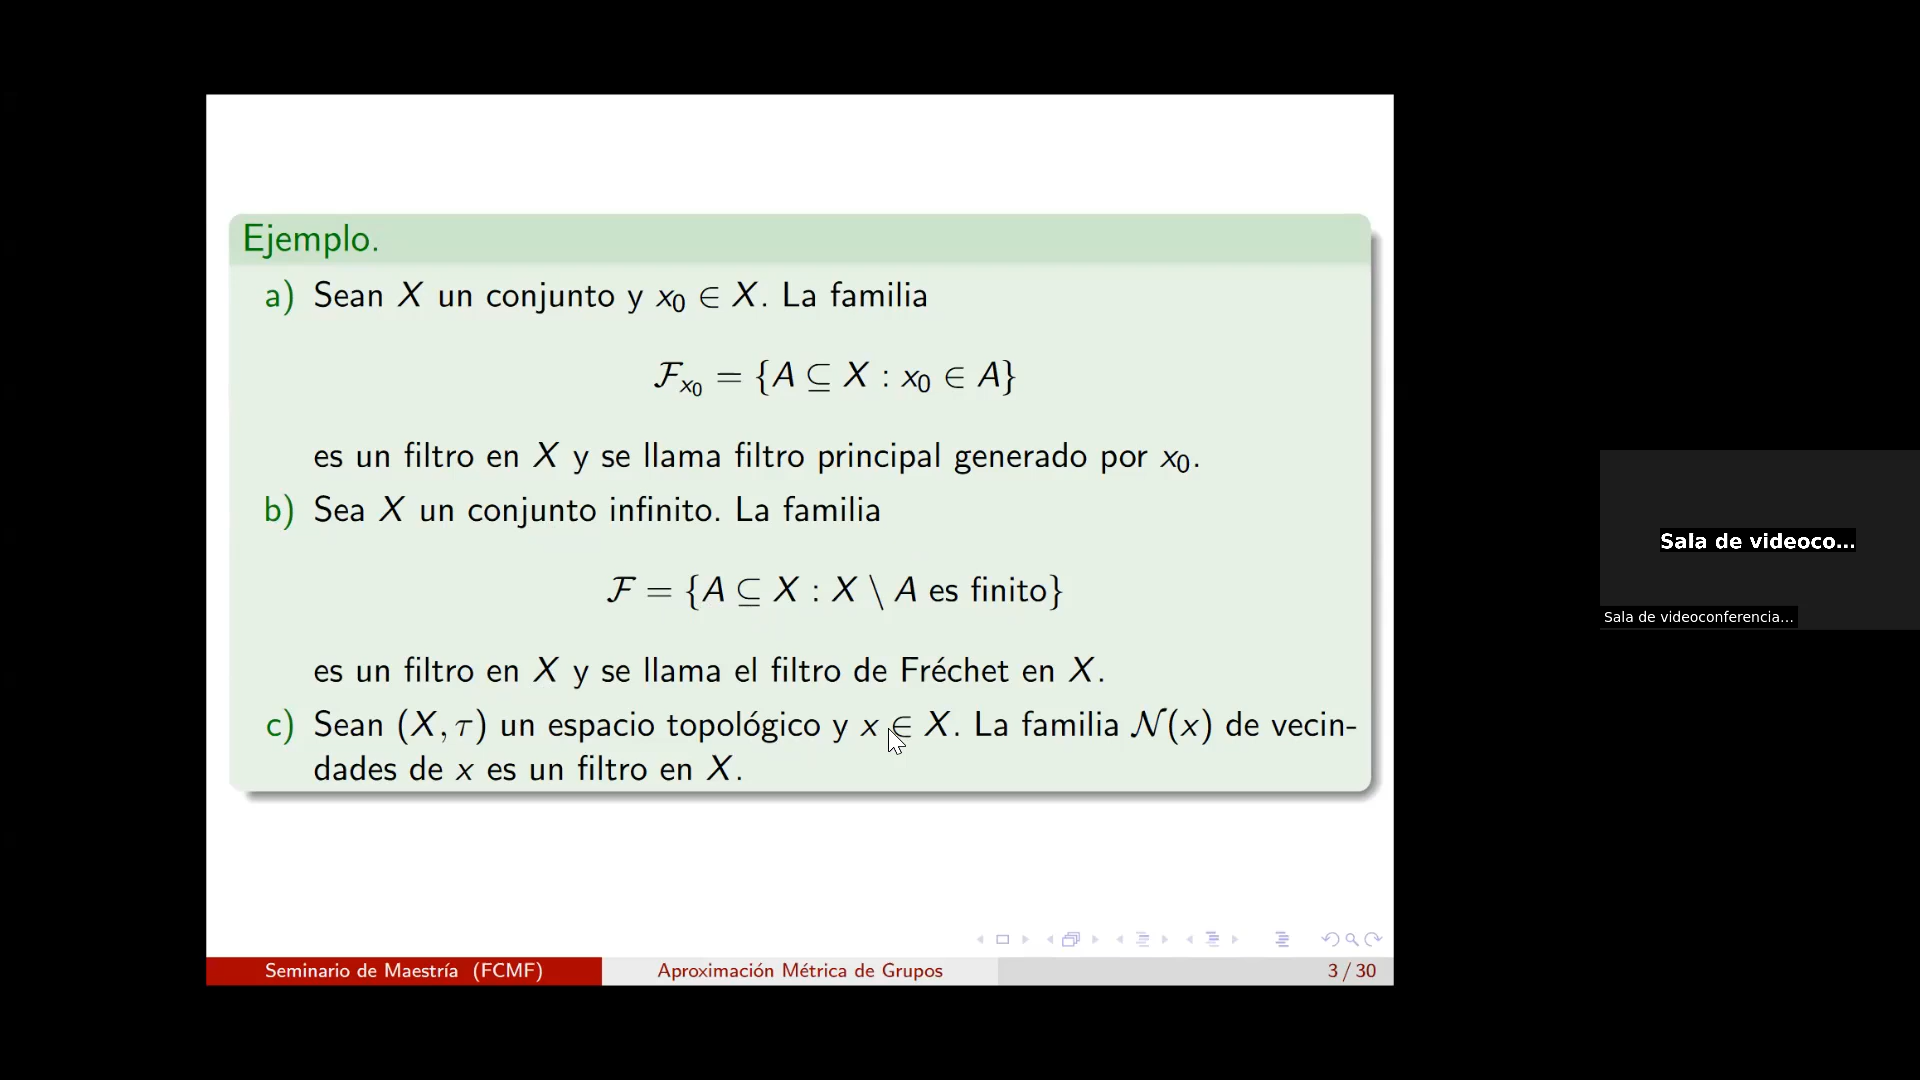 Ejemplo.
a) Sean X un conjunto y x₀ ∈ X. La familia
ℱ_{x₀} = {A ⊆ X : x₀ ∈ A}
es un filtro en X y se llama filtro principal generado por x₀.
b) Sea X un conjunto infinito. La familia
ℱ = {A ⊆ X : X \ A es finito}
es un filtro en X y se llama el filtro de Fréchet en X.
c) Sean (X, τ) un espacio topológico y x ∈ X. La familia 𝒩(x) de vecin-
dades de x es un filtro en X.
Sala de videoco...
Sala de videoconferencia...
Seminario de Maestría (FCMF) Aproximación Métrica de Grupos 3 / 30